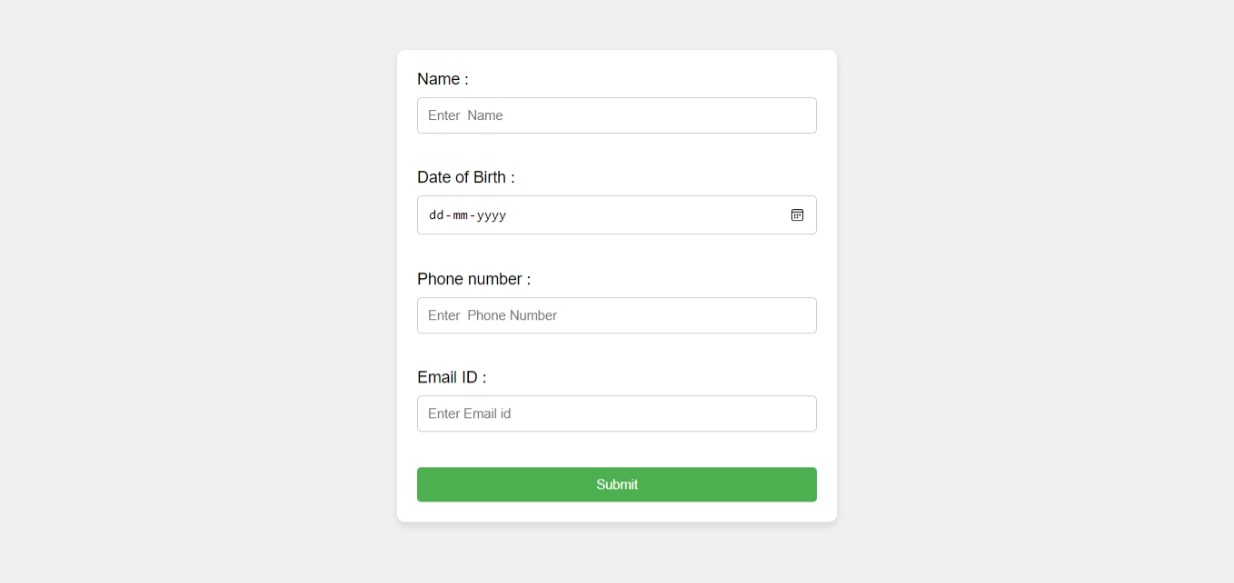 Name :
Enter  Name
Date of Birth :
dd-mm-yyyy
Phone number :
Enter  Phone Number
Email ID :
Enter Email id
Submit